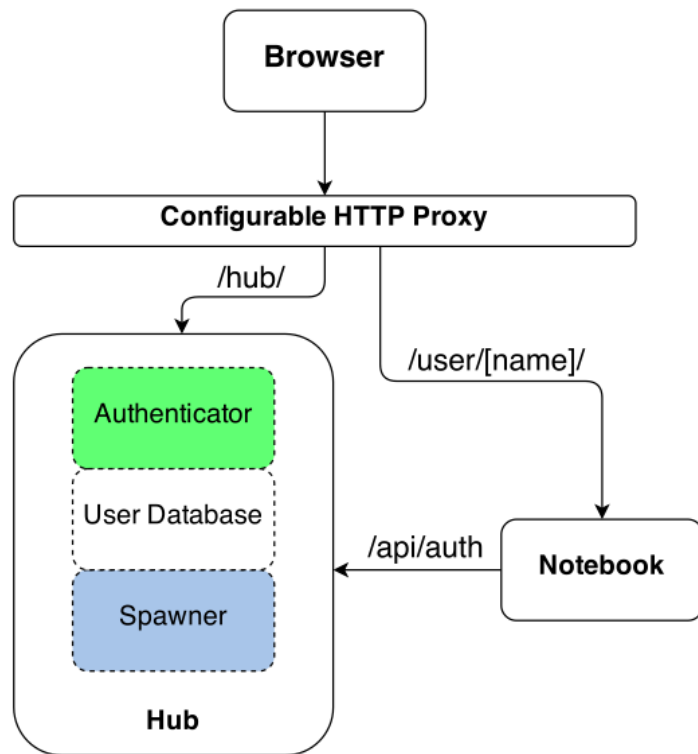 Browser
Configurable HTTP Proxy
/hub/
/user/[name]/
Authenticator
User Database
/api/auth
Notebook
Spawner
Hub